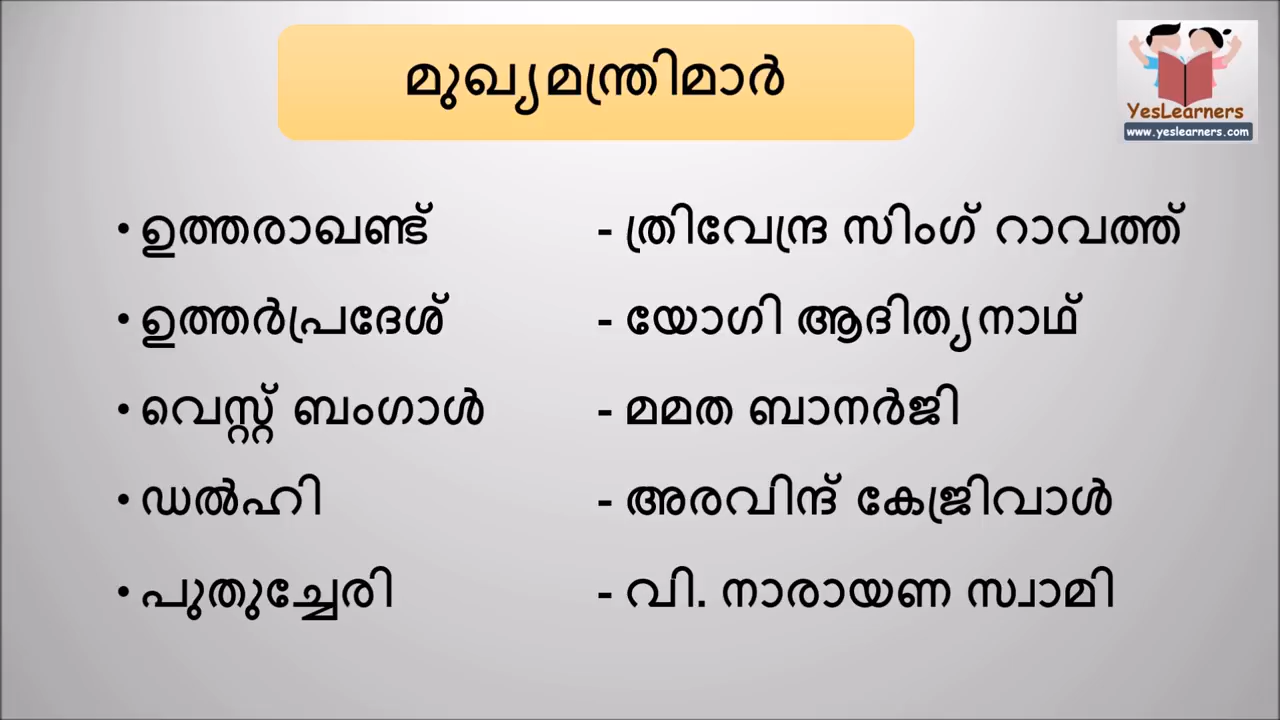 മുഖ്യമന്ത്രിമാർ
YesLearners
www.yeslearners.com
• ഉത്തരാഖണ്ട് - ത്രിവേന്ദ്ര സിംഗ് റാവത്ത്
• ഉത്തർപ്രദേശ് - യോഗി ആദിത്യനാഥ്
• വെസ്റ്റ് ബംഗാൾ - മമത ബാനർജി
• ഡൽഹി - അരവിന്ദ് കേജ്രിവാൾ
• പുതുച്ചേരി - വി. നാരായണ സ്വാമി